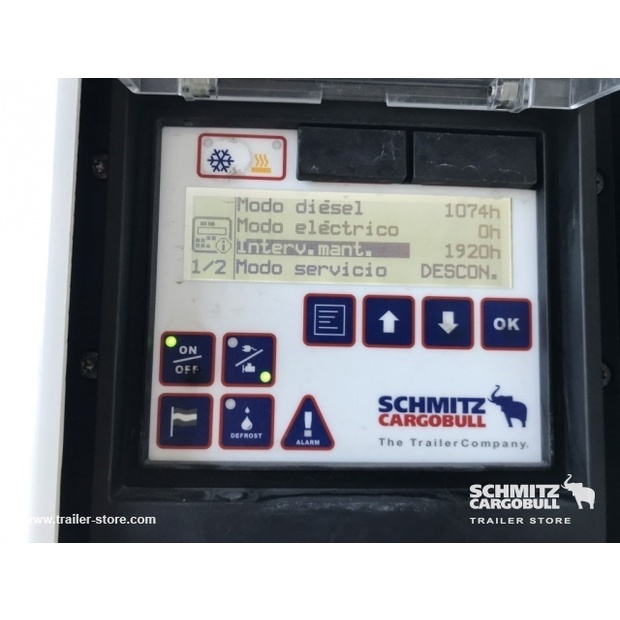 Modo diésel 1074h
Modo eléctrico 0h
Interv.mant. 1920h
1/2 Modo servicio DESCON.
OK
ON
OFF
DEFROST
ALARM
SCHMITZ
CARGOBULL
The TrailerCompany.
SCHMITZ
CARGOBULL
TRAILER STORE
www.trailer-store.com